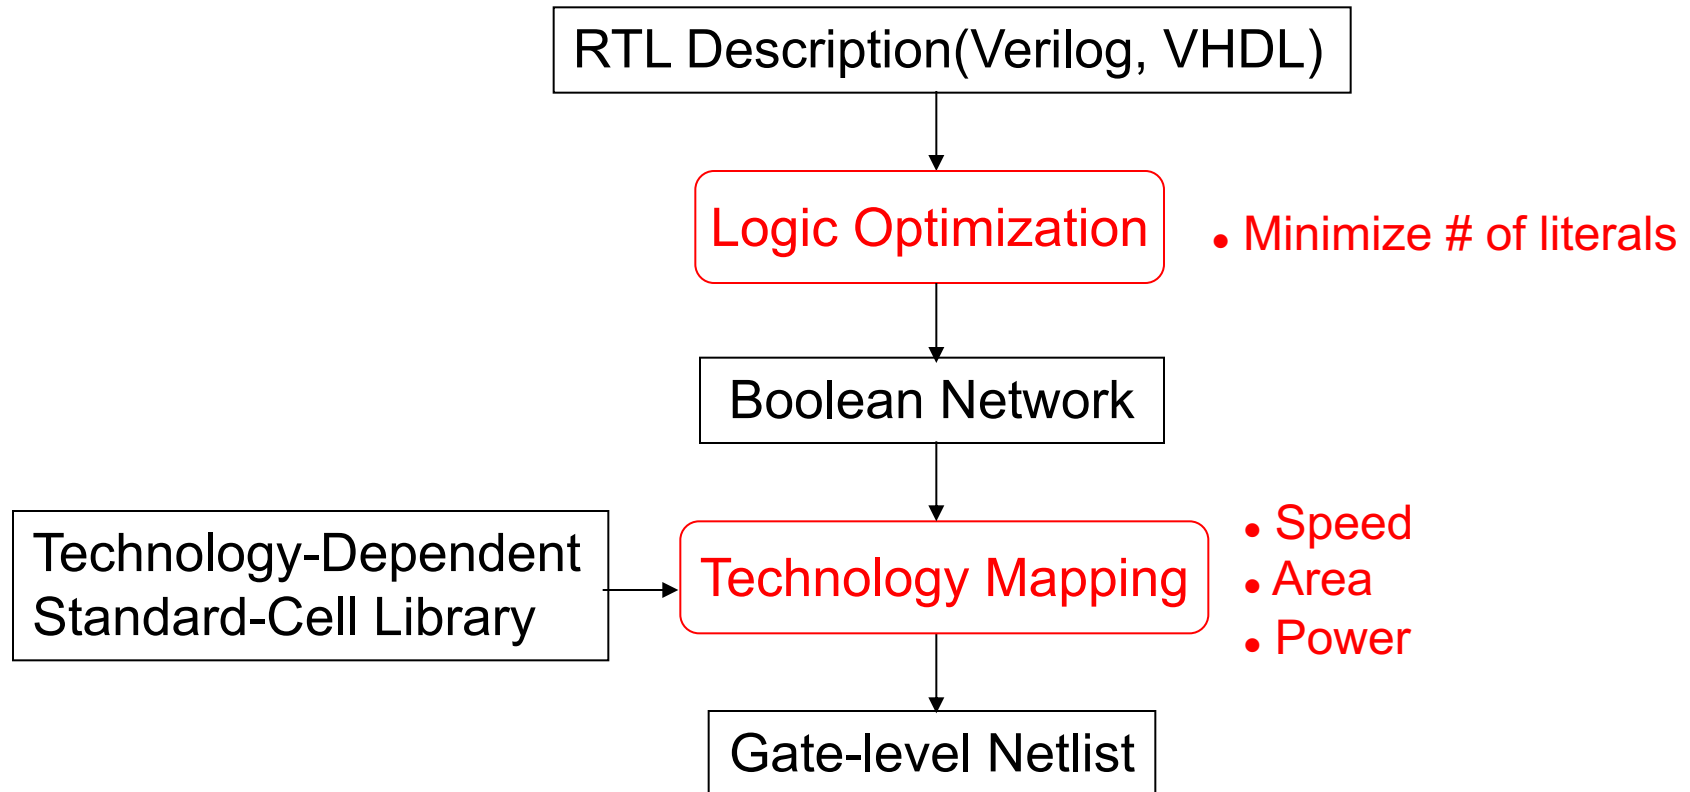 RTL Description(Verilog, VHDL)
Logic Optimization
• Minimize # of literals
Boolean Network
Technology-Dependent
Standard-Cell Library
Technology Mapping
• Speed
• Area
• Power
Gate-level Netlist